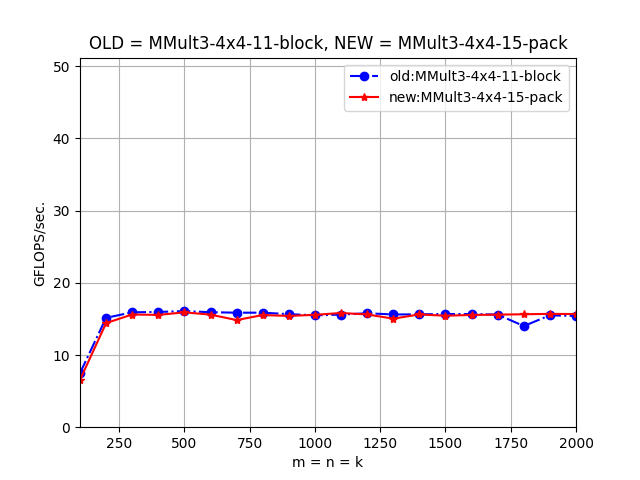 OLD = MMult3-4x4-11-block, NEW = MMult3-4x4-15-pack
old:MMult3-4x4-11-block
new:MMult3-4x4-15-pack
50
40
30
20
10
0
GFLOPS/sec.
250 500 750 1000 1250 1500 1750 2000
m = n = k